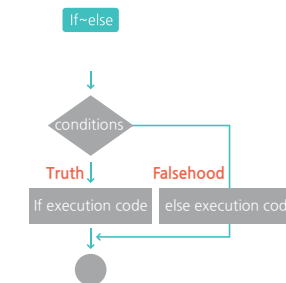 If~else
conditions
Truth
Falsehood
If execution code
else execution cod